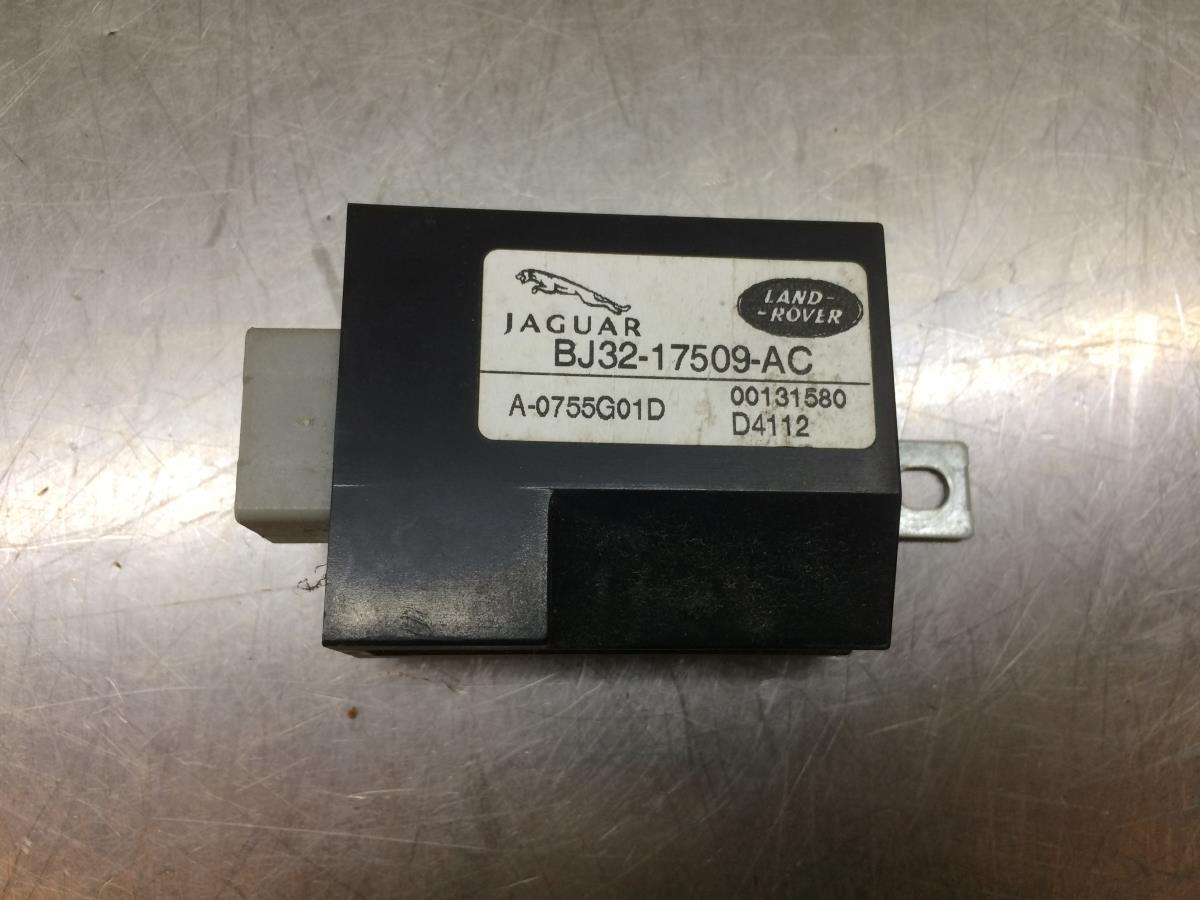 JAGUAR
LAND-
-ROVER
BJ32-17509-AC
A-0755G01D
00131580
D4112